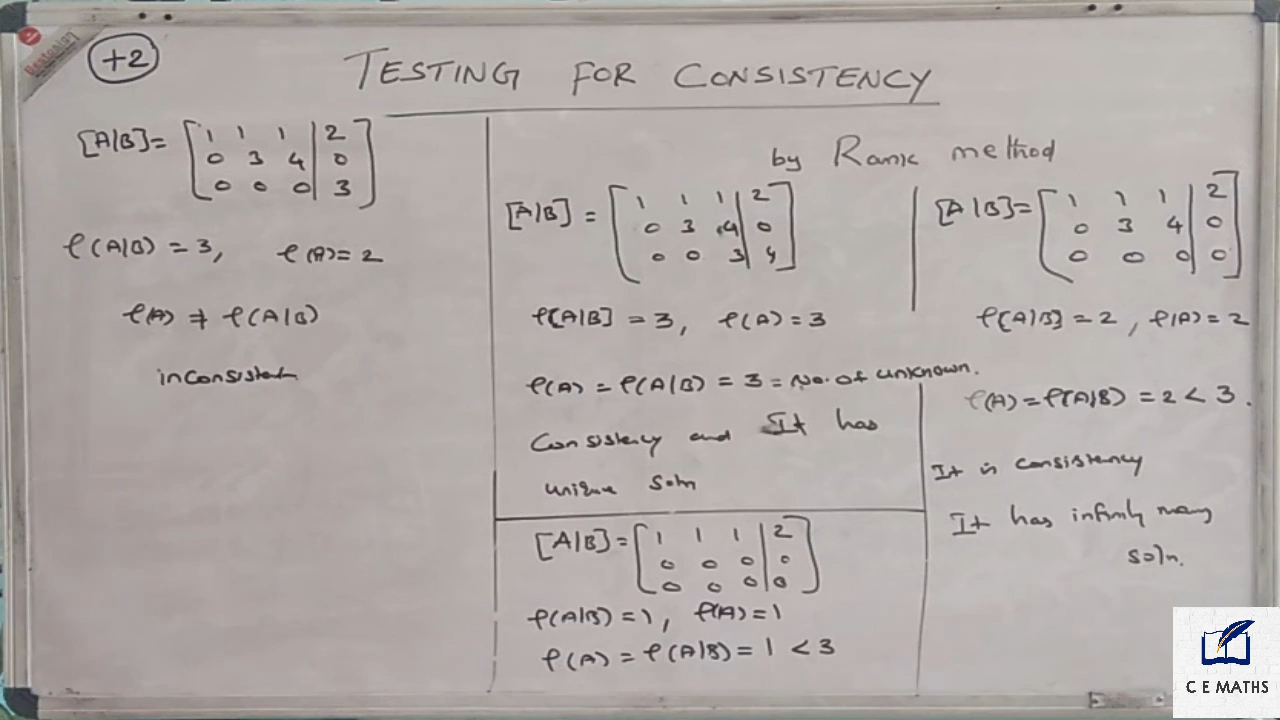 +2
TESTING FOR CONSISTENCY
by Rank method
[A|B]= [ 1 1 1 | 2 ]
0 3 4 | 0
0 0 0 | 3
ρ(A|B) = 3, ρ(A) = 2
ρ(A) ≠ ρ(A|B)
inconsistent
[A|B] = [ 1 1 1 | 2 ]
0 3 4 | 0
0 0 3 | 4
ρ[A|B] = 3, ρ(A) = 3
ρ(A) = ρ(A|B) = 3 = No. of unknown.
Consistency and It has
unique soln
[A|B] = [ 1 1 1 | 2 ]
0 0 0 | 0
0 0 0 | 0
ρ(A|B) = 1, ρ(A) = 1
ρ(A) = ρ(A|B) = 1 < 3
[A|B]= [ 1 1 1 | 2 ]
0 3 4 | 0
0 0 0 | 0
ρ[A|B] = 2, ρ(A) = 2
ρ(A) = ρ(A|B) = 2 < 3.
It is consistency
It has infinitly many
soln.
C E MATHS